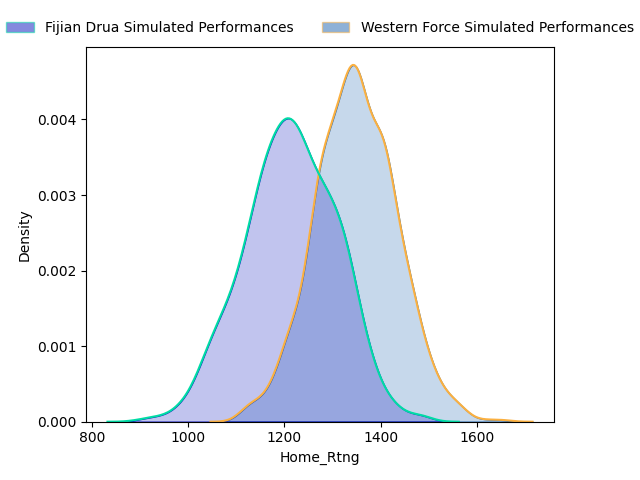 Fijian Drua Simulated Performances Western Force Simulated Performances
Density
0.004
0.003
0.002
0.001
0.000
800 1000 1200 1400 1600
Home_Rtng